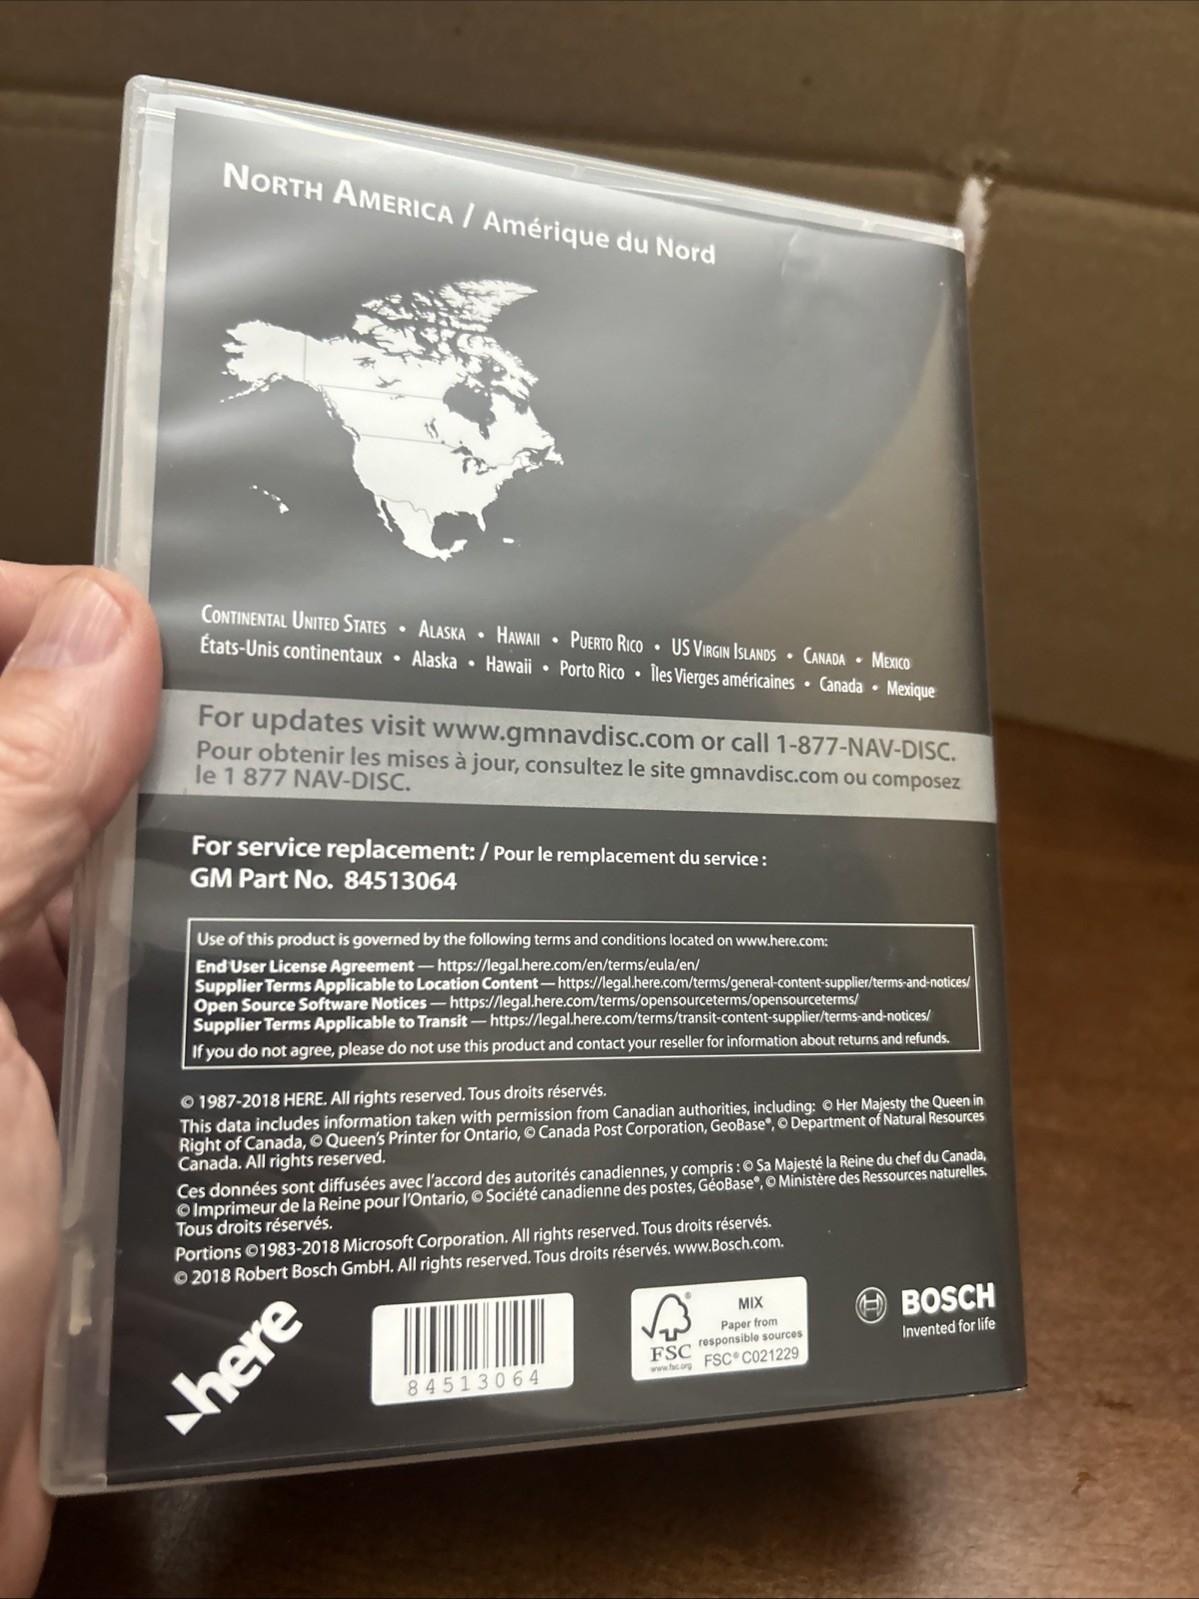 NORTH AMERICA / Amérique du Nord
CONTINENTAL UNITED STATES • ALASKA • HAWAII • PUERTO RICO • US VIRGIN ISLANDS • CANADA • MEXICO
États-Unis continentaux • Alaska • Hawaii • Porto Rico • Îles Vierges américaines • Canada • Mexique
For updates visit www.gmnavdisc.com or call 1-877-NAV-DISC.
Pour obtenir les mises à jour, consultez le site gmnavdisc.com ou composez
le 1 877 NAV-DISC.
For service replacement: / Pour le remplacement du service :
GM Part No. 84513064
Use of this product is governed by the following terms and conditions located on www.here.com:
End User License Agreement — https://legal.here.com/en/terms/eula/en/
Supplier Terms Applicable to Location Content — https://legal.here.com/terms/general-content-supplier/terms-and-notices/
Open Source Software Notices — https://legal.here.com/terms/opensourceterms/opensourceterms/
Supplier Terms Applicable to Transit — https://legal.here.com/terms/transit-content-supplier/terms-and-notices/
If you do not agree, please do not use this product and contact your reseller for information about returns and refunds.
© 1987-2018 HERE. All rights reserved. Tous droits réservés.
This data includes information taken with permission from Canadian authorities, including: © Her Majesty the Queen in
Right of Canada, © Queen's Printer for Ontario, © Canada Post Corporation, GeoBase®, © Department of Natural Resources
Canada. All rights reserved.
Ces données sont diffusées avec l'accord des autorités canadiennes, y compris : © Sa Majesté la Reine du chef du Canada,
© Imprimeur de la Reine pour l'Ontario, © Société canadienne des postes, GéoBase®, © Ministère des Ressources naturelles.
Tous droits réservés.
Portions ©1983-2018 Microsoft Corporation. All rights reserved. Tous droits réservés.
© 2018 Robert Bosch GmbH. All rights reserved. Tous droits réservés. www.Bosch.com.
here
84513064
FSC
www.fsc.org
MIX
Paper from
responsible sources
FSC® C021229
BOSCH
Invented for life